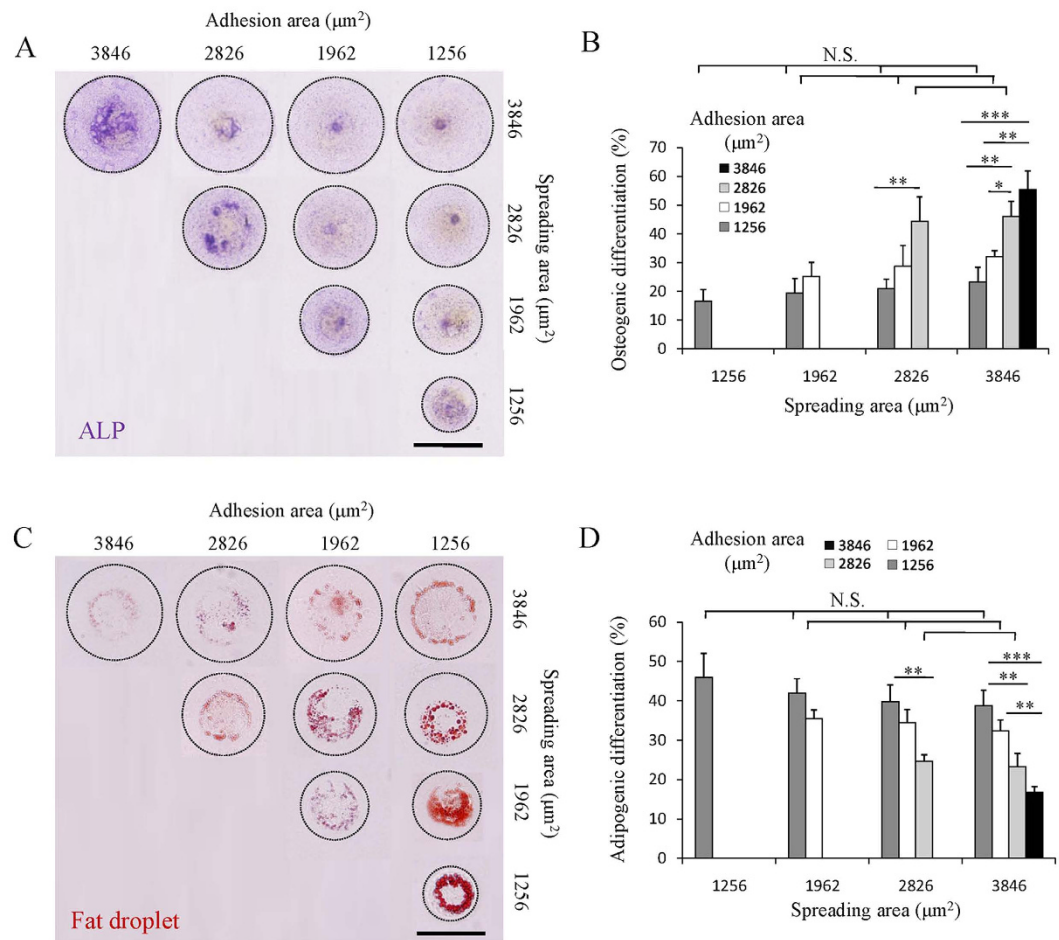 A
Adhesion area (μm²)
3846 2826 1962 1256
3846
2826
1962
1256
Spreading area (μm²)
ALP
B
N.S.
*** 
**
**
*
**
Adhesion area
(μm²)
3846
2826
1962
1256
Osteogenic differentiation (%)
70
60
50
40
30
20
10
0
1256 1962 2826 3846
Spreading area (μm²)
C
Adhesion area (μm²)
3846 2826 1962 1256
3846
2826
1962
1256
Spreading area (μm²)
Fat droplet
D
Adhesion area
(μm²)
3846 1962
2826 1256
N.S.
***
**
**
**
Adipogenic differentiation (%)
60
50
40
30
20
10
0
1256 1962 2826 3846
Spreading area (μm²)